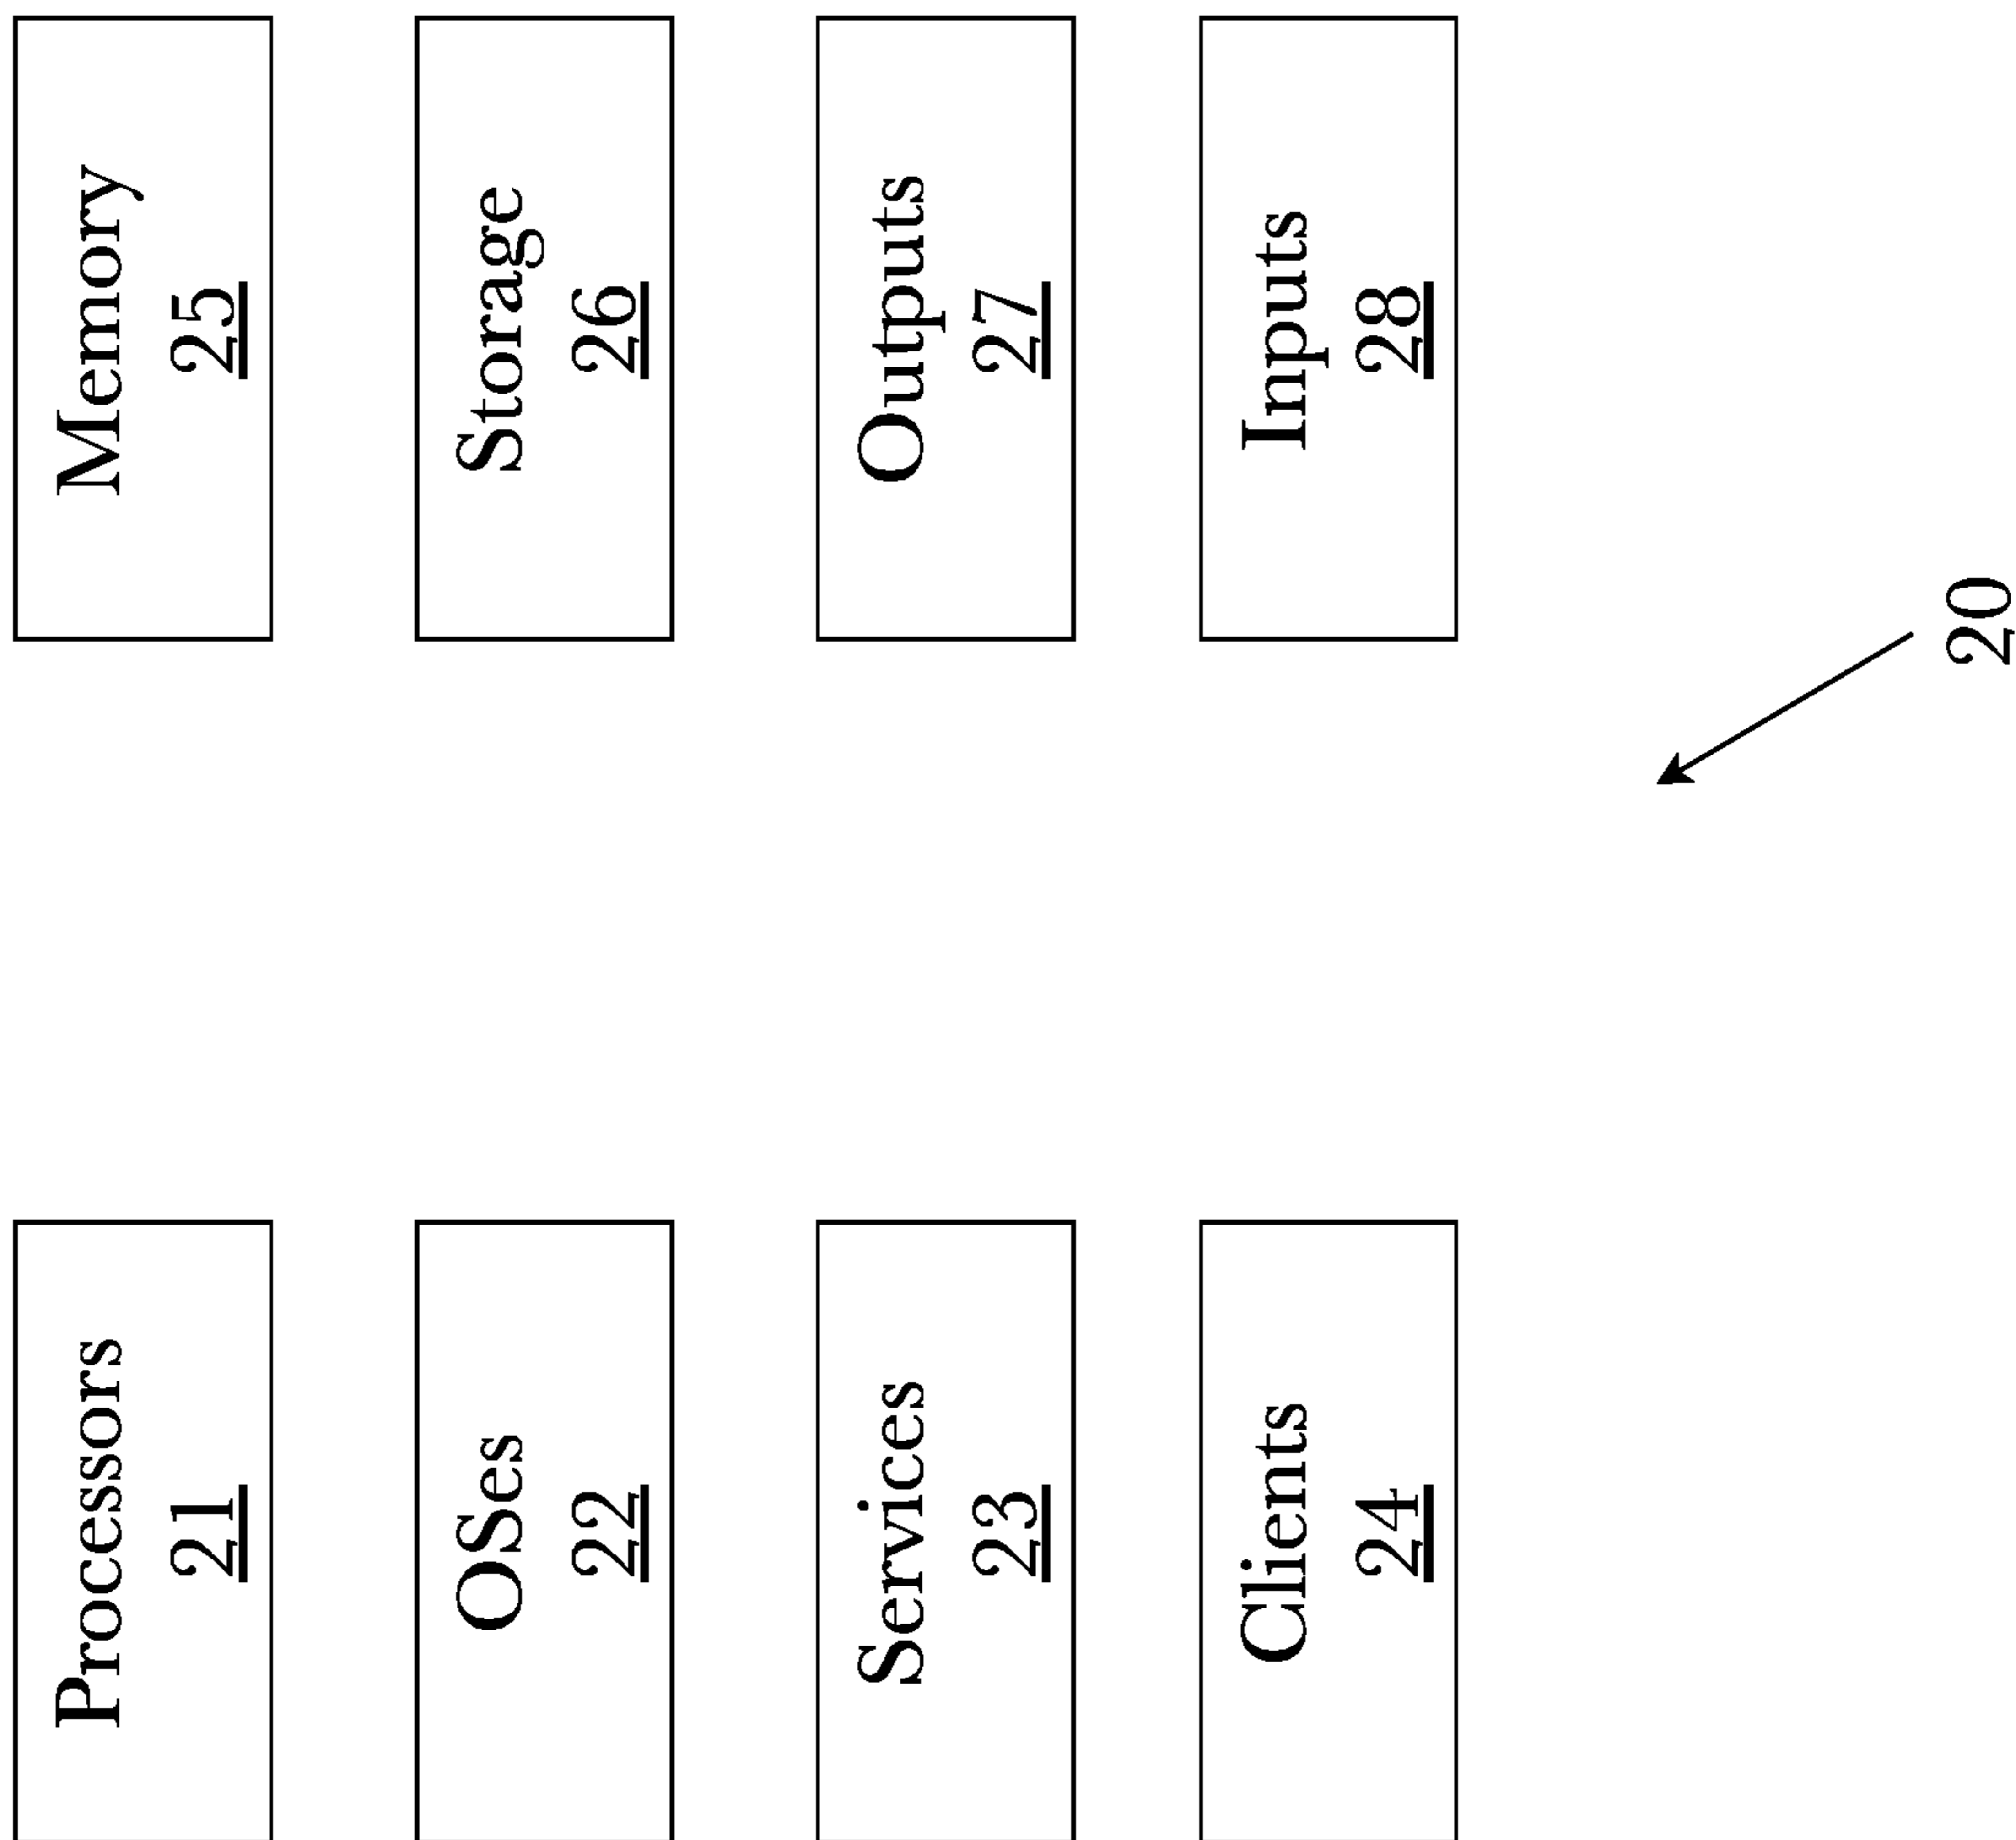 Processors
21
OSes
22
Services
23
Clients
24
Memory
25
Storage
26
Outputs
27
Inputs
28
20